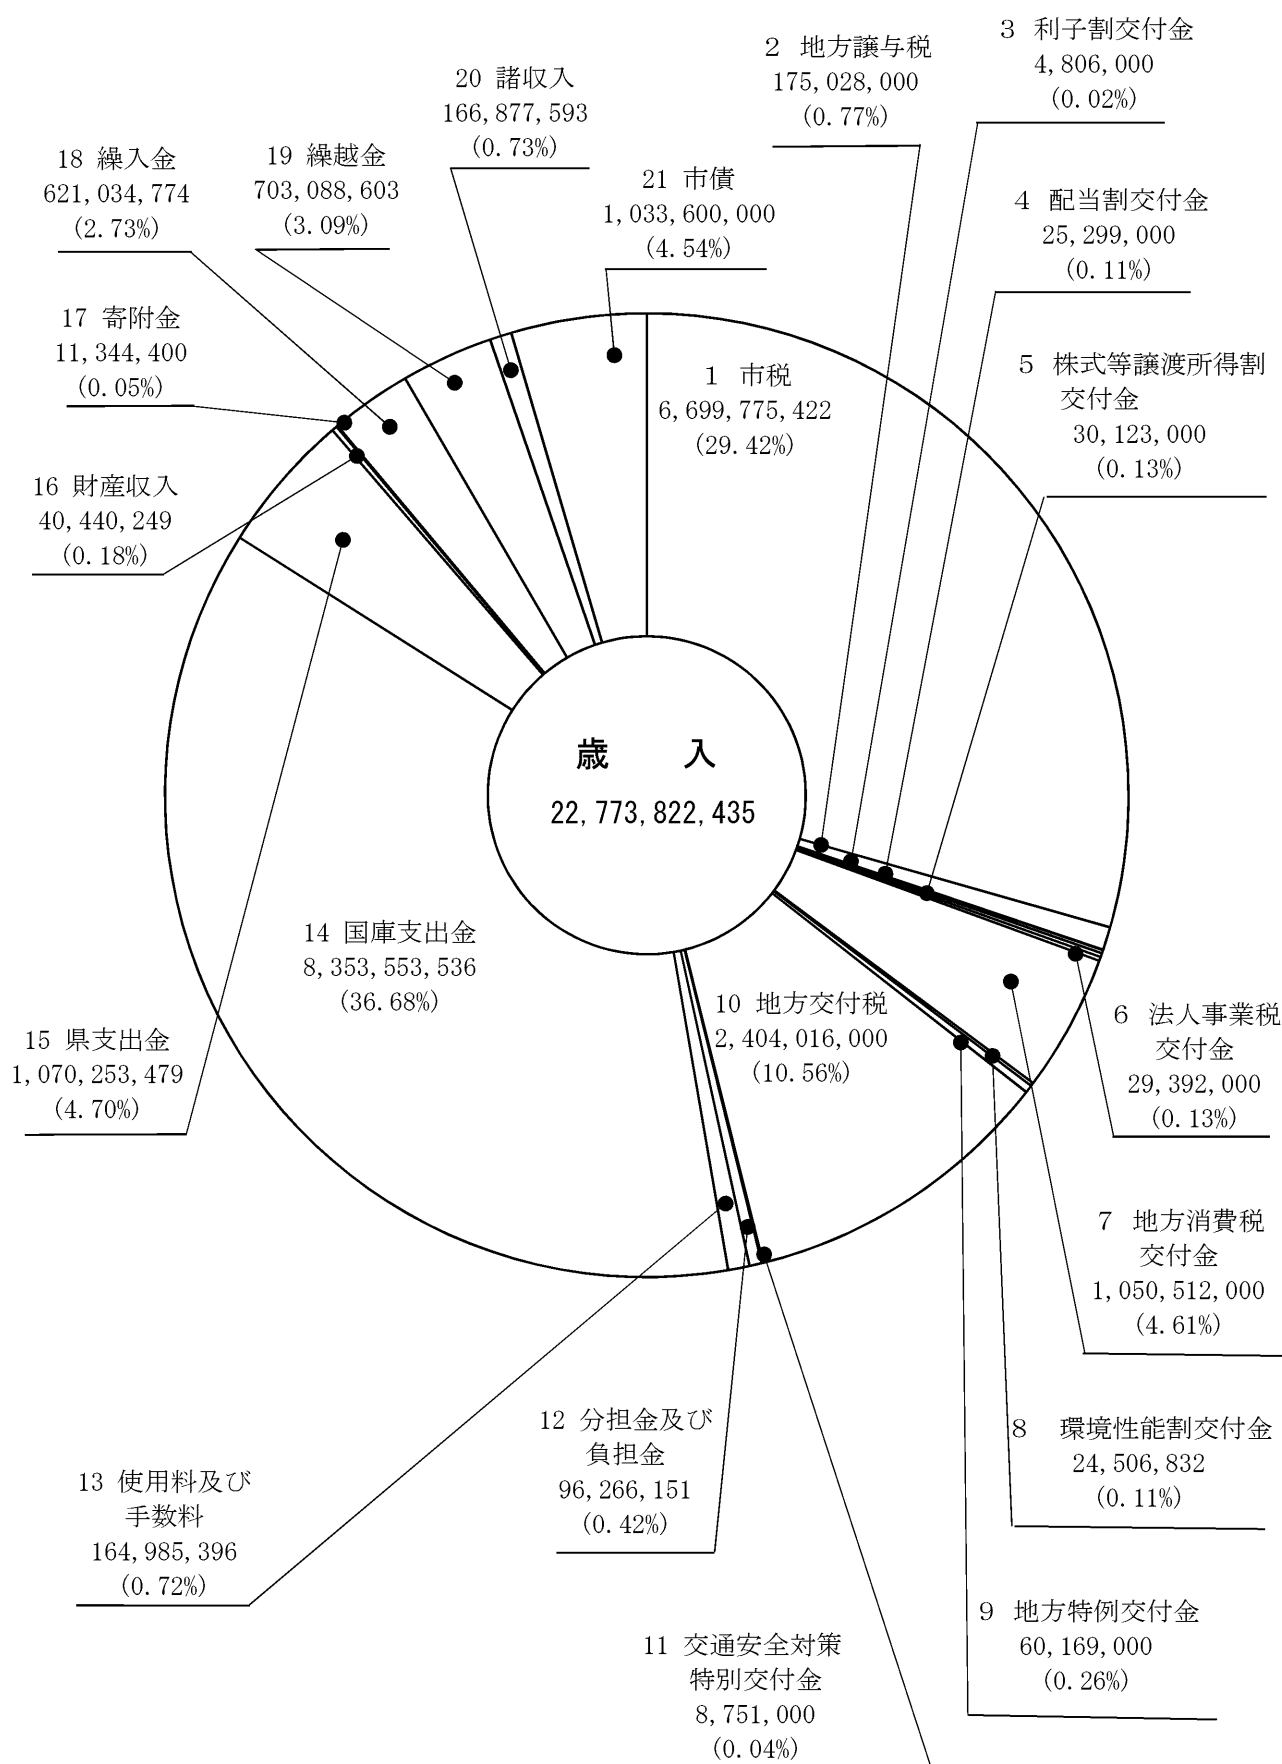 歳　入
22,773,822,435
1 市税
6,699,775,422
(29.42%)
2 地方譲与税
175,028,000
(0.77%)
3 利子割交付金
4,806,000
(0.02%)
4 配当割交付金
25,299,000
(0.11%)
5 株式等譲渡所得割
交付金
30,123,000
(0.13%)
6 法人事業税
交付金
29,392,000
(0.13%)
7 地方消費税
交付金
1,050,512,000
(4.61%)
8 環境性能割交付金
24,506,832
(0.11%)
9 地方特例交付金
60,169,000
(0.26%)
10 地方交付税
2,404,016,000
(10.56%)
11 交通安全対策
特別交付金
8,751,000
(0.04%)
12 分担金及び
負担金
96,266,151
(0.42%)
13 使用料及び
手数料
164,985,396
(0.72%)
14 国庫支出金
8,353,553,536
(36.68%)
15 県支出金
1,070,253,479
(4.70%)
16 財産収入
40,440,249
(0.18%)
17 寄附金
11,344,400
(0.05%)
18 繰入金
621,034,774
(2.73%)
19 繰越金
703,088,603
(3.09%)
20 諸収入
166,877,593
(0.73%)
21 市債
1,033,600,000
(4.54%)